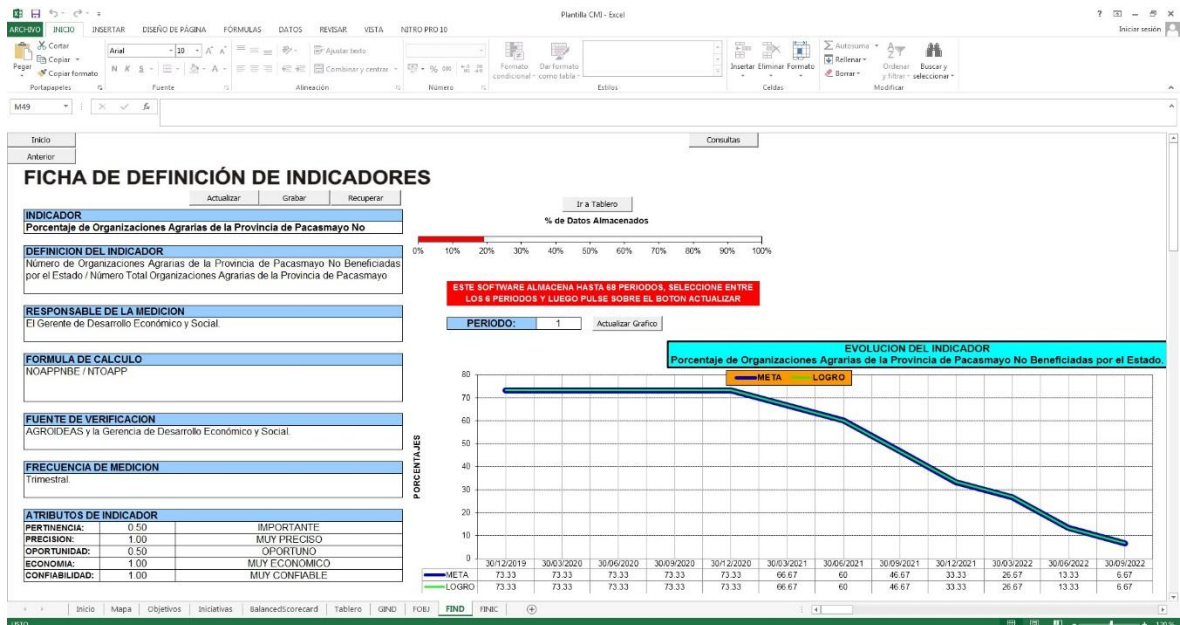 Plantilla CMI - Excel
Iniciar sesión
ARCHIVO INICIO INSERTAR DISEÑO DE PÁGINA FÓRMULAS DATOS REVISAR VISTA NITRO PRO 10
Pegar
Cortar
Copiar
Copiar formato
Portapapeles
Arial 10
N K S
Fuente
Ajustar texto
Combinar y centrar
Alineación
% 000
Número
Formato condicional
Dar formato como tabla
Estilos
Insertar Eliminar Formato
Celdas
Autosuma
Rellenar
Borrar
Ordenar y filtrar
Buscar y seleccionar
Modificar
M49
fx
Inicio
Consultas
Anterior
FICHA DE DEFINICIÓN DE INDICADORES
Actualizar Grabar Recuperar
INDICADOR
Porcentaje de Organizaciones Agrarias de la Provincia de Pacasmayo No
DEFINICION DEL INDICADOR
Número de Organizaciones Agrarias de la Provincia de Pacasmayo No Beneficiadas
por el Estado / Número Total Organizaciones Agrarias de la Provincia de Pacasmayo
RESPONSABLE DE LA MEDICION
El Gerente de Desarrollo Económico y Social.
FORMULA DE CALCULO
NOAPPNBE / NTOAPP
FUENTE DE VERIFICACION
AGROIDEAS y la Gerencia de Desarrollo Económico y Social.
FRECUENCIA DE MEDICION
Trimestral.
ATRIBUTOS DE INDICADOR
PERTINENCIA: 0.50 IMPORTANTE
PRECISION: 1.00 MUY PRECISO
OPORTUNIDAD: 0.50 OPORTUNO
ECONOMIA: 1.00 MUY ECONOMICO
CONFIABILIDAD: 1.00 MUY CONFIABLE
Ir a Tablero
% de Datos Almacenados
0% 10% 20% 30% 40% 50% 60% 70% 80% 90% 100%
ESTE SOFTWARE ALMACENA HASTA 68 PERIODOS, SELECCIONE ENTRE
LOS 6 PERIODOS Y LUEGO PULSE SOBRE EL BOTON ACTUALIZAR
PERIODO: 1 Actualizar Grafico
EVOLUCION DEL INDICADOR
Porcentaje de Organizaciones Agrarias de la Provincia de Pacasmayo No Beneficiadas por el Estado.
META LOGRO
PORCENTAJES
80
70
60
50
40
30
20
10
0
30/12/2019 30/03/2020 30/06/2020 30/09/2020 30/12/2020 30/03/2021 30/06/2021 30/09/2021 30/12/2021 30/03/2022 30/06/2022 30/09/2022
META 73.33 73.33 73.33 73.33 73.33 66.67 60 46.67 33.33 26.67 13.33 6.67
LOGRO 73.33 73.33 73.33 73.33 73.33 66.67 60 46.67 33.33 26.67 13.33 6.67
Inicio Mapa Objetivos Iniciativas BalancedScorecard Tablero GIND FOBJ FIND FINIC
LISTO
120 %